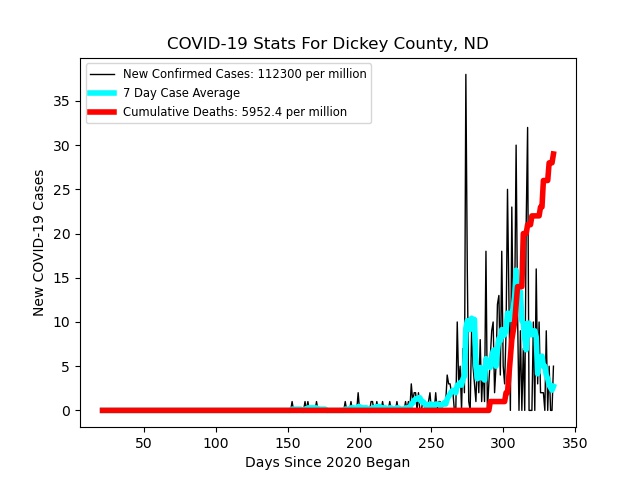 COVID-19 Stats For Dickey County, ND
New Confirmed Cases: 112300 per million
7 Day Case Average
Cumulative Deaths: 5952.4 per million
New COVID-19 Cases
35
30
25
20
15
10
5
0
50 100 150 200 250 300 350
Days Since 2020 Began